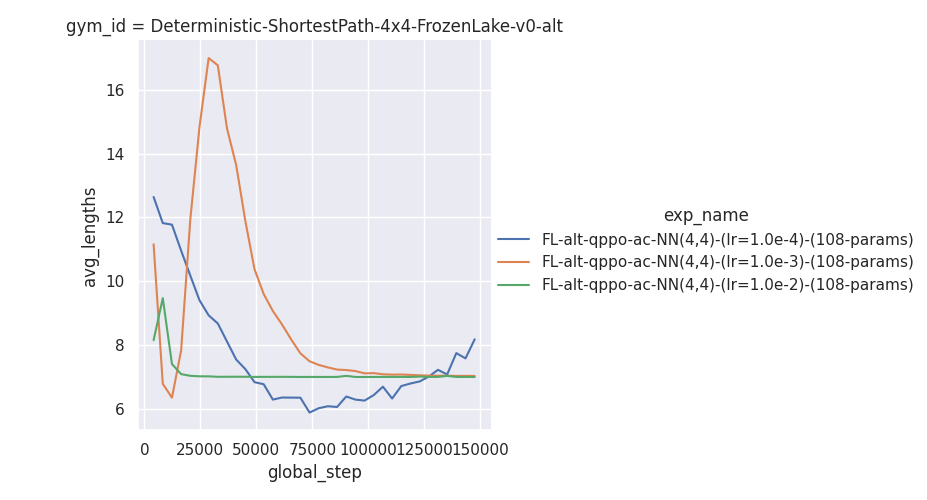 gym_id = Deterministic-ShortestPath-4x4-FrozenLake-v0-alt
16
14
12
10
8
6
avg_lengths
0 25000 50000 75000 100000 125000 150000
global_step
exp_name
FL-alt-qppo-ac-NN(4,4)-(lr=1.0e-4)-(108-params)
FL-alt-qppo-ac-NN(4,4)-(lr=1.0e-3)-(108-params)
FL-alt-qppo-ac-NN(4,4)-(lr=1.0e-2)-(108-params)